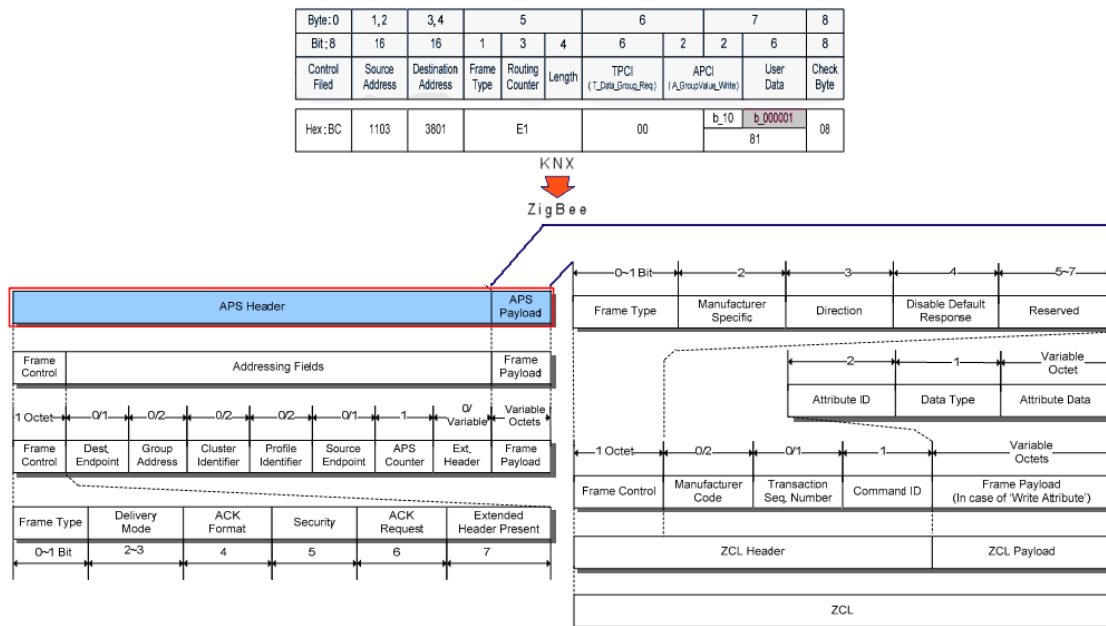 Byte:0 1,2 3,4 5 6 7 8
Bit:8 16 16 1 3 4 6 2 2 6 8
Control Source Destination Frame Routing Length TPCI APCI User Check
Filed Address Address Type Counter (T_Data_Group_Req) (A_GroupValue_Write) Data Byte
Hex:BC 1103 3801 E1 00 b_10 b_000001 08
81
KNX
ZigBee
APS Header APS
Payload
Frame Addressing Fields Frame
Control Payload
1 Octet 0/1 0/2 0/2 0/2 0/1 1 0/ Variable
Variable Octets
Frame Dest. Group Cluster Profile Source APS Ext. Frame
Control Endpoint Address Identifier Identifier Endpoint Counter Header Payload
Frame Type Delivery ACK Security ACK Extended
Mode Format Request Header Present
0~1 Bit 2~3 4 5 6 7
0~1 Bit 2 3 4 5~7
Frame Type Manufacturer Direction Disable Default Reserved
Specific Response
2 1 Variable
Octet
Attribute ID Data Type Attribute Data
1 Octet 0/2 0/1 1 Variable
Octets
Frame Control Manufacturer Transaction Command ID Frame Payload
Code Seq. Number (In case of 'Write Attribute')
ZCL Header ZCL Payload
ZCL